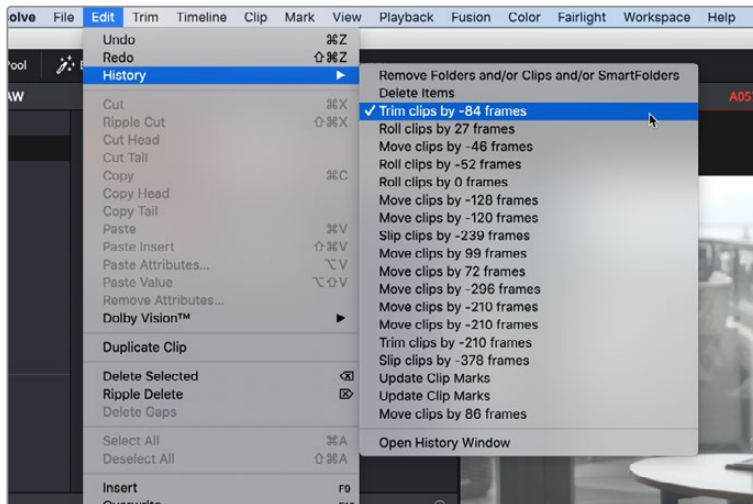 olve File Edit Trim Timeline Clip Mark View Playback Fusion Color Fairlight Workspace Help
Undo ⌘Z
Redo ⇧⌘Z
History ▶
Cut ⌘X
Ripple Cut ⇧⌘X
Cut Head
Cut Tail
Copy ⌘C
Copy Head
Copy Tail
Paste ⌘V
Paste Insert ⇧⌘V
Paste Attributes... ⌥V
Paste Value ⌥⇧V
Remove Attributes...
Dolby Vision™ ▶
Duplicate Clip
Delete Selected ⌫
Ripple Delete ⌦
Delete Gaps
Select All ⌘A
Deselect All ⇧⌘A
Insert F9
Overwrite
Remove Folders and/or Clips and/or SmartFolders
Delete Items
✓ Trim clips by -84 frames
Roll clips by 27 frames
Move clips by -46 frames
Roll clips by -52 frames
Roll clips by 0 frames
Move clips by -128 frames
Move clips by -120 frames
Slip clips by -239 frames
Move clips by 99 frames
Move clips by 72 frames
Move clips by -296 frames
Move clips by -210 frames
Move clips by -210 frames
Trim clips by -210 frames
Slip clips by -378 frames
Update Clip Marks
Update Clip Marks
Move clips by 86 frames
Open History Window
ool
AW
A05